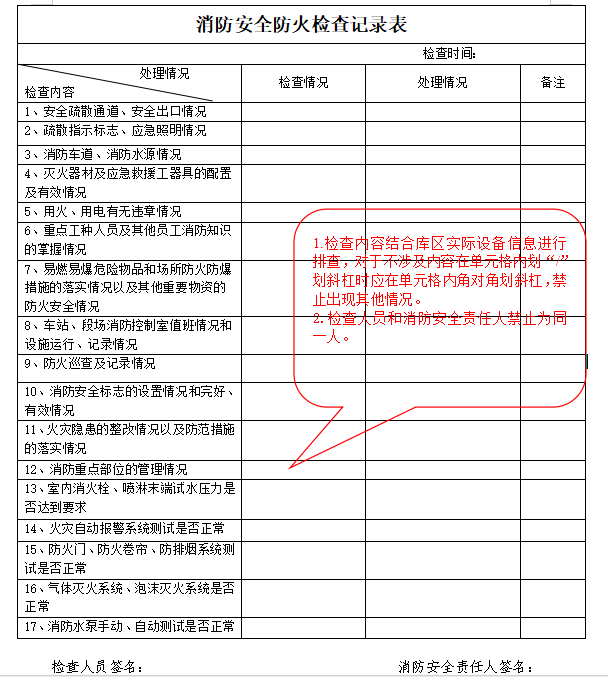 消防安全防火检查记录表
检查时间:
处理情况
检查内容
检查情况
处理情况
备注
1、安全疏散通道、安全出口情况
2、疏散指示标志、应急照明情况
3、消防车道、消防水源情况
4、灭火器材及应急救援工器具的配置
及有效情况
5、用火、用电有无违章情况
6、重点工种人员及其他员工消防知识
的掌握情况
7、易燃易爆危险物品和场所防火防爆
措施的落实情况以及其他重要物资的
防火安全情况
8、车站、段场消防控制室值班情况和
设施运行、记录情况
9、防火巡查及记录情况
10、消防安全标志的设置情况和完好、
有效情况
11、火灾隐患的整改情况以及防范措施
的落实情况
12、消防重点部位的管理情况
13、室内消火栓、喷淋末端试水压力是
否达到要求
14、火灾自动报警系统测试是否正常
15、防火门、防火卷帘、防排烟系统测
试是否正常
16、气体灭火系统、泡沫灭火系统是否
正常
17、消防水泵手动、自动测试是否正常
1.检查内容结合库区实际设备信息进行
排查，对于不涉及内容在单元格内划“/”
划斜杠时应在单元格内角对角划斜杠,禁
止出现其他情况。
2.检查人员和消防安全责任人禁止为同
一人。
检查人员签名:
消防安全责任人签名: